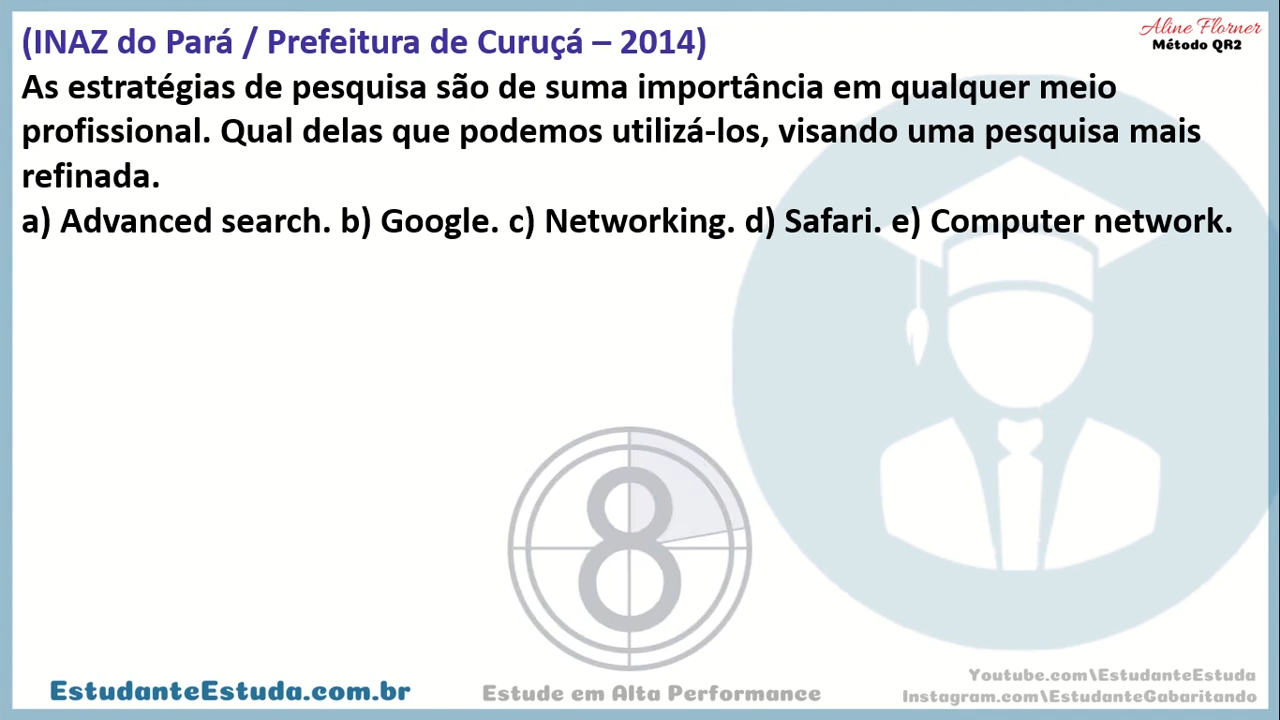 (INAZ do Pará / Prefeitura de Curuçá – 2014)
Aline Florner
Método QR2
As estratégias de pesquisa são de suma importância em qualquer meio
profissional. Qual delas que podemos utilizá-los, visando uma pesquisa mais
refinada.
a) Advanced search. b) Google. c) Networking. d) Safari. e) Computer network.
8
EstudanteEstuda.com.br
Estude em Alta Performance
Youtube.com\EstudanteEstuda
Instagram.com\EstudanteGabaritando